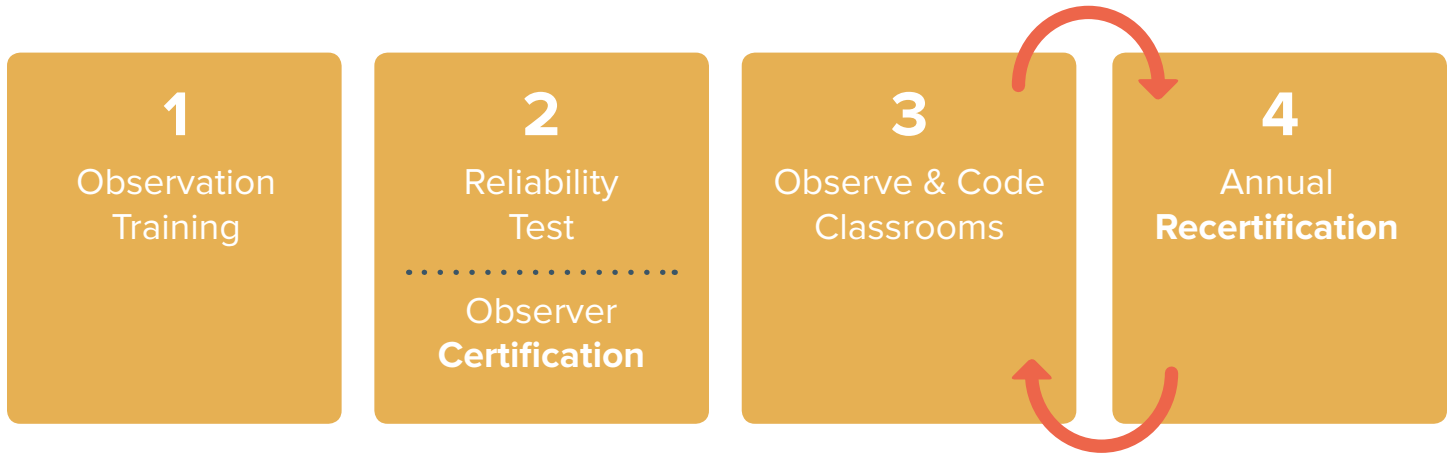 1
Observation
Training
2
Reliability
Test
Observer
Certification
3
Observe & Code
Classrooms
4
Annual
Recertification